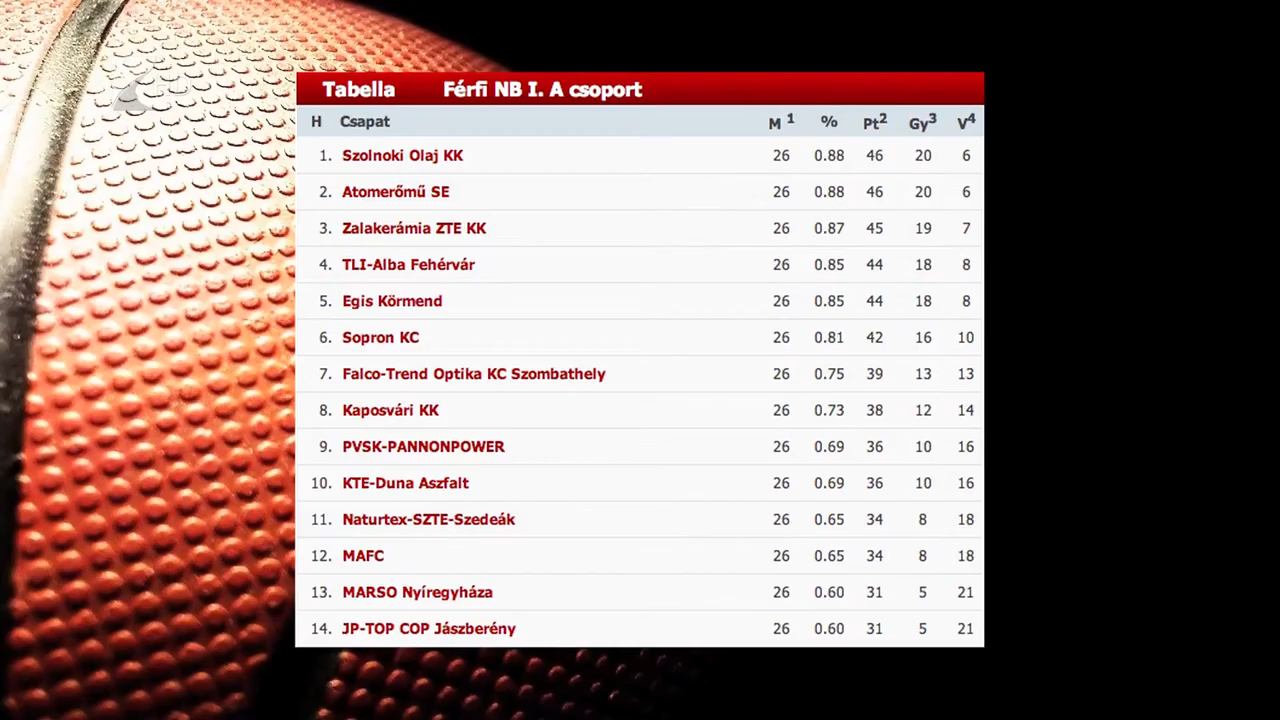 Tabella Férfi NB I. A csoport
H Csapat M 1 % Pt2 Gy3 V4
1. Szolnoki Olaj KK 26 0.88 46 20 6
2. Atomerőmű SE 26 0.88 46 20 6
3. Zalakerámia ZTE KK 26 0.87 45 19 7
4. TLI-Alba Fehérvár 26 0.85 44 18 8
5. Egis Körmend 26 0.85 44 18 8
6. Sopron KC 26 0.81 42 16 10
7. Falco-Trend Optika KC Szombathely 26 0.75 39 13 13
8. Kaposvári KK 26 0.73 38 12 14
9. PVSK-PANNONPOWER 26 0.69 36 10 16
10. KTE-Duna Aszfalt 26 0.69 36 10 16
11. Naturtex-SZTE-Szedeák 26 0.65 34 8 18
12. MAFC 26 0.65 34 8 18
13. MARSO Nyíregyháza 26 0.60 31 5 21
14. JP-TOP COP Jászberény 26 0.60 31 5 21